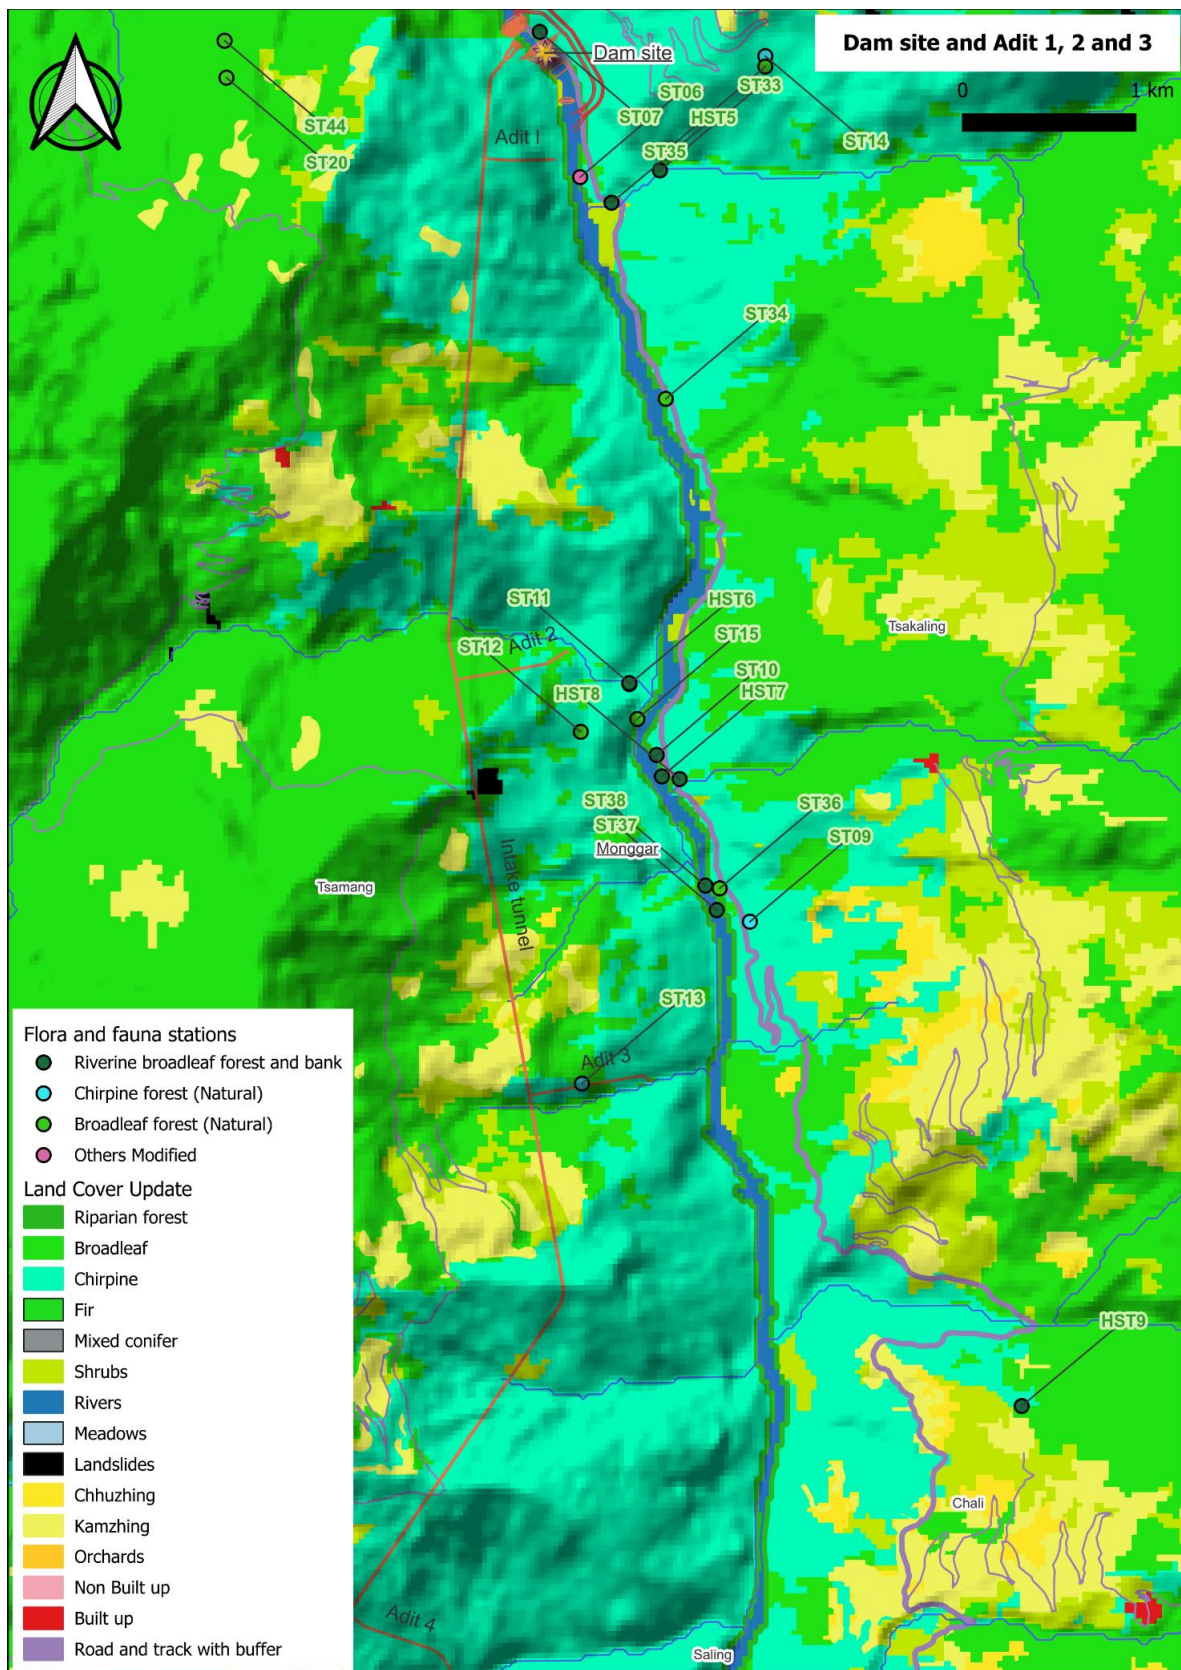 Dam site and Adit 1, 2 and 3
0 1 km
Dam site
ST06
ST33
ST07
HST5
ST44
ST14
Adit I
ST20
ST35
ST34
ST11
HST6
Tsakaling
ST15
ST12
Adit 2
ST10
HST8
HST7
ST38
ST36
ST37
ST09
Monggar
Tsamang
Intake tunnel
ST13
Adit 3
HST9
Chali
Adit 4
Saling
Flora and fauna stations
Riverine broadleaf forest and bank
Chirpine forest (Natural)
Broadleaf forest (Natural)
Others Modified
Land Cover Update
Riparian forest
Broadleaf
Chirpine
Fir
Mixed conifer
Shrubs
Rivers
Meadows
Landslides
Chhuzhing
Kamzhing
Orchards
Non Built up
Built up
Road and track with buffer